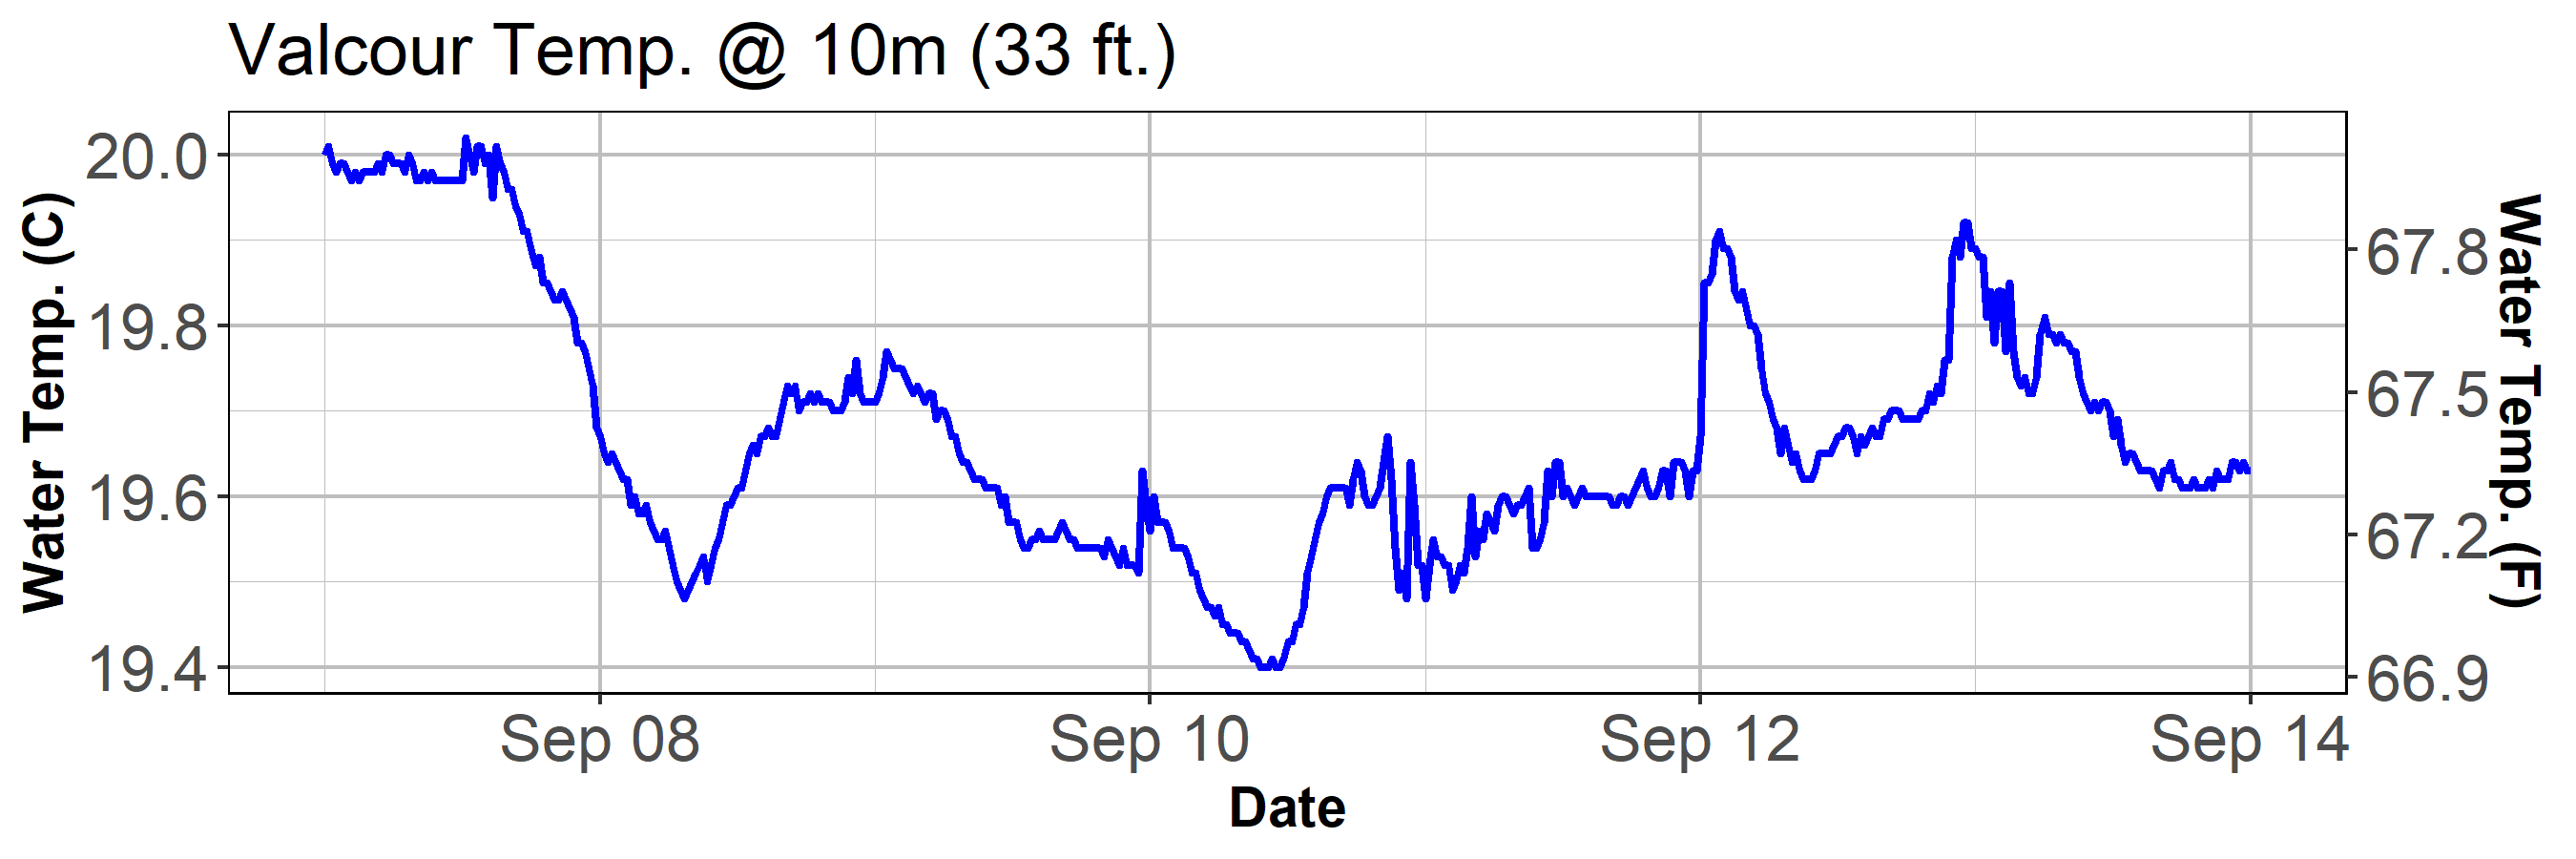 Valcour Temp. @ 10m (33 ft.)
Water Temp. (C)
20.0
19.8
19.6
19.4
67.8
67.5
67.2
66.9
Water Temp. (F)
Sep 08
Sep 10
Sep 12
Sep 14
Date